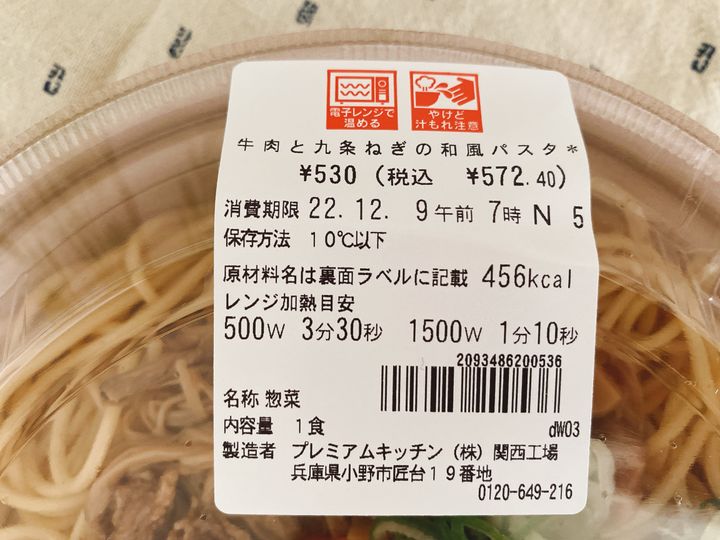 電子レンジで
温める
やけど
汁もれ注意
牛肉と九条ねぎの和風パスタ*
¥530 (税込 ¥572.40)
消費期限 22.12. 9午前 7時 N 5
保存方法 10℃以下
原材料名は裏面ラベルに記載 456kcal
レンジ加熱目安
500W 3分30秒 1500W 1分10秒
2093486200536
名称 惣菜
内容量 1食 dW03
製造者 プレミアムキッチン(株)関西工場
兵庫県小野市匠台19番地
0120-649-216